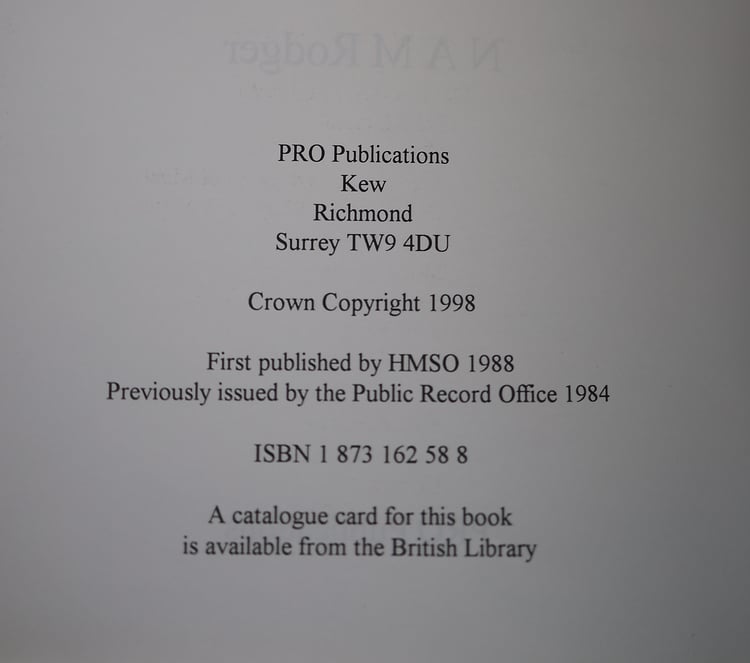 N A M Rodger
PRO Publications
Kew
Richmond
Surrey TW9 4DU
Crown Copyright 1998
First published by HMSO 1988
Previously issued by the Public Record Office 1984
ISBN 1 873 162 58 8
A catalogue card for this book
is available from the British Library